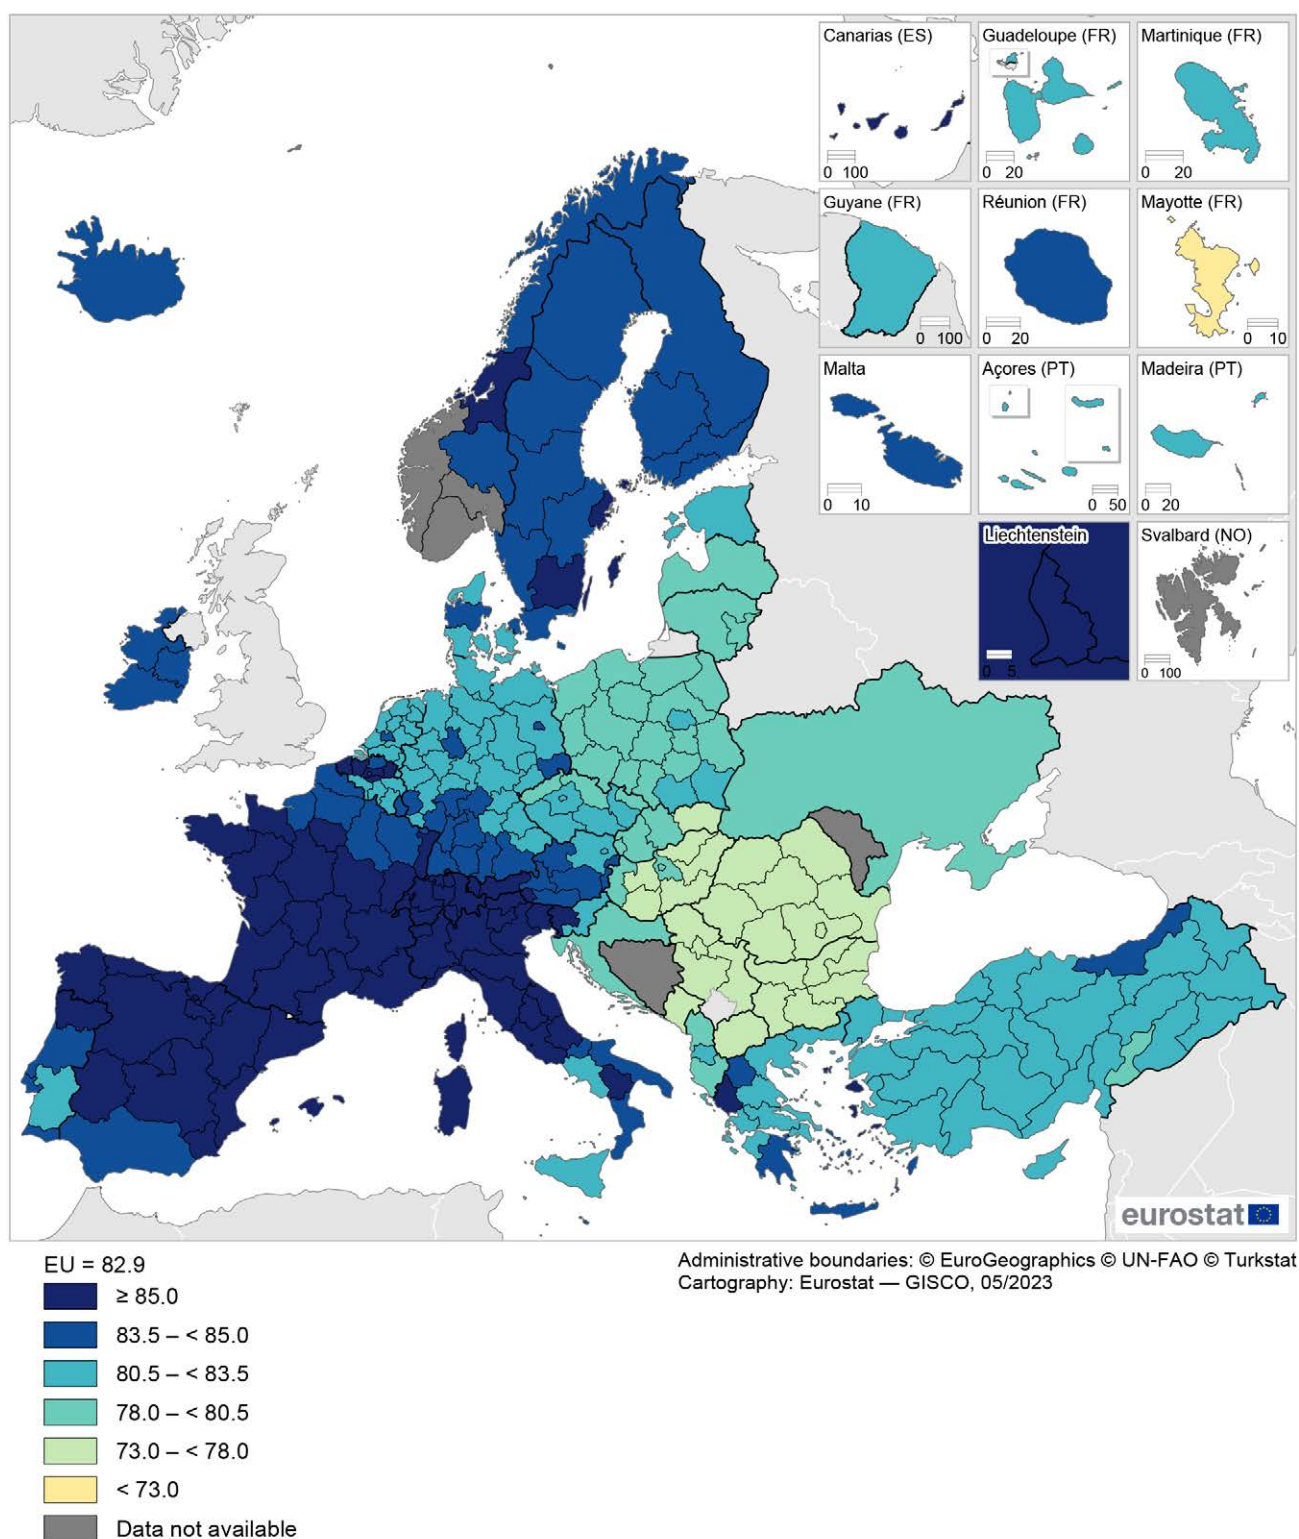 Canarias (ES)
0 100
Guadeloupe (FR)
0 20
Martinique (FR)
0 20
Guyane (FR)
0 100
Réunion (FR)
0 20
Mayotte (FR)
0 10
Malta
0 10
Açores (PT)
0 50
Madeira (PT)
0 20
Liechtenstein
0 5
Svalbard (NO)
0 100
eurostat
Administrative boundaries: © EuroGeographics © UN-FAO © Turkstat
Cartography: Eurostat — GISCO, 05/2023
EU = 82.9
≥ 85.0
83.5 – < 85.0
80.5 – < 83.5
78.0 – < 80.5
73.0 – < 78.0
< 73.0
Data not available